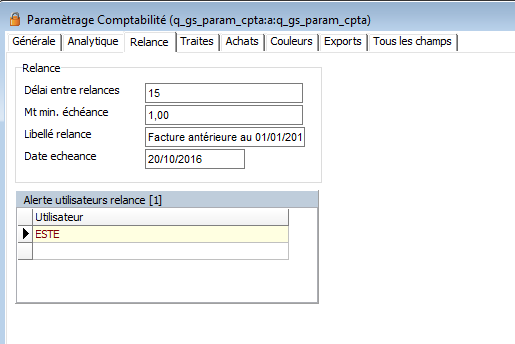 Paramètrage Comptabilité (q_gs_param_cpta:a:q_gs_param_cpta)
Générale Analytique Relance Traites Achats Couleurs Exports Tous les champs
Relance
Délai entre relances 15
Mt min. échéance 1,00
Libellé relance Facture antérieure au 01/01/201
Date echeance 20/10/2016
Alerte utilisateurs relance [1]
Utilisateur
ESTE